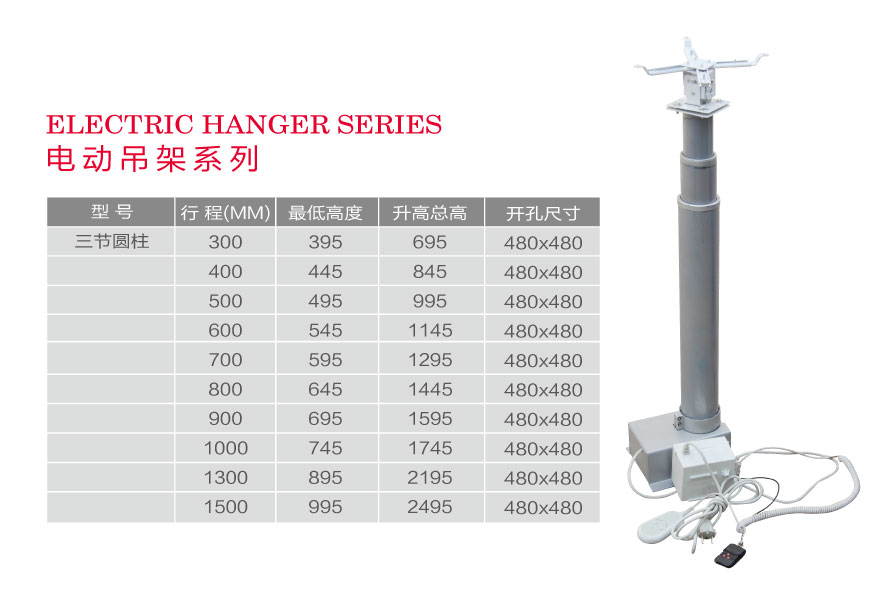 ELECTRIC HANGER SERIES
电动吊架系列
型 号 行 程(MM) 最低高度 升高总高 开孔尺寸
三节圆柱 300 395 695 480x480
400 445 845 480x480
500 495 995 480x480
600 545 1145 480x480
700 595 1295 480x480
800 645 1445 480x480
900 695 1595 480x480
1000 745 1745 480x480
1300 895 2195 480x480
1500 995 2495 480x480